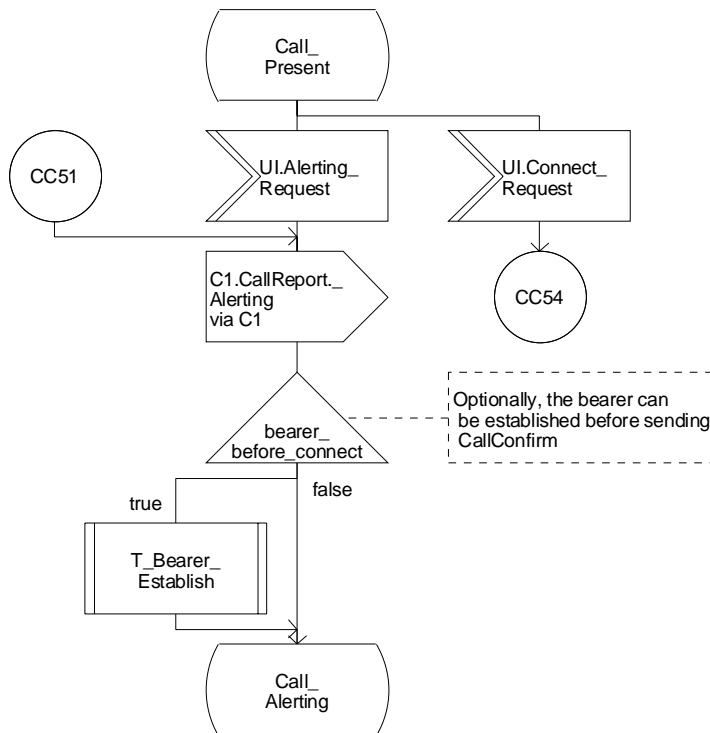 Call_
Present
CC51
UI.Alerting_
Request
UI.Connect_
Request
C1.CallReport._
Alerting
via C1
CC54
bearer_
before_connect
Optionally, the bearer can
be established before sending
CallConfirm
true
false
T_Bearer_
Establish
Call_
Alerting